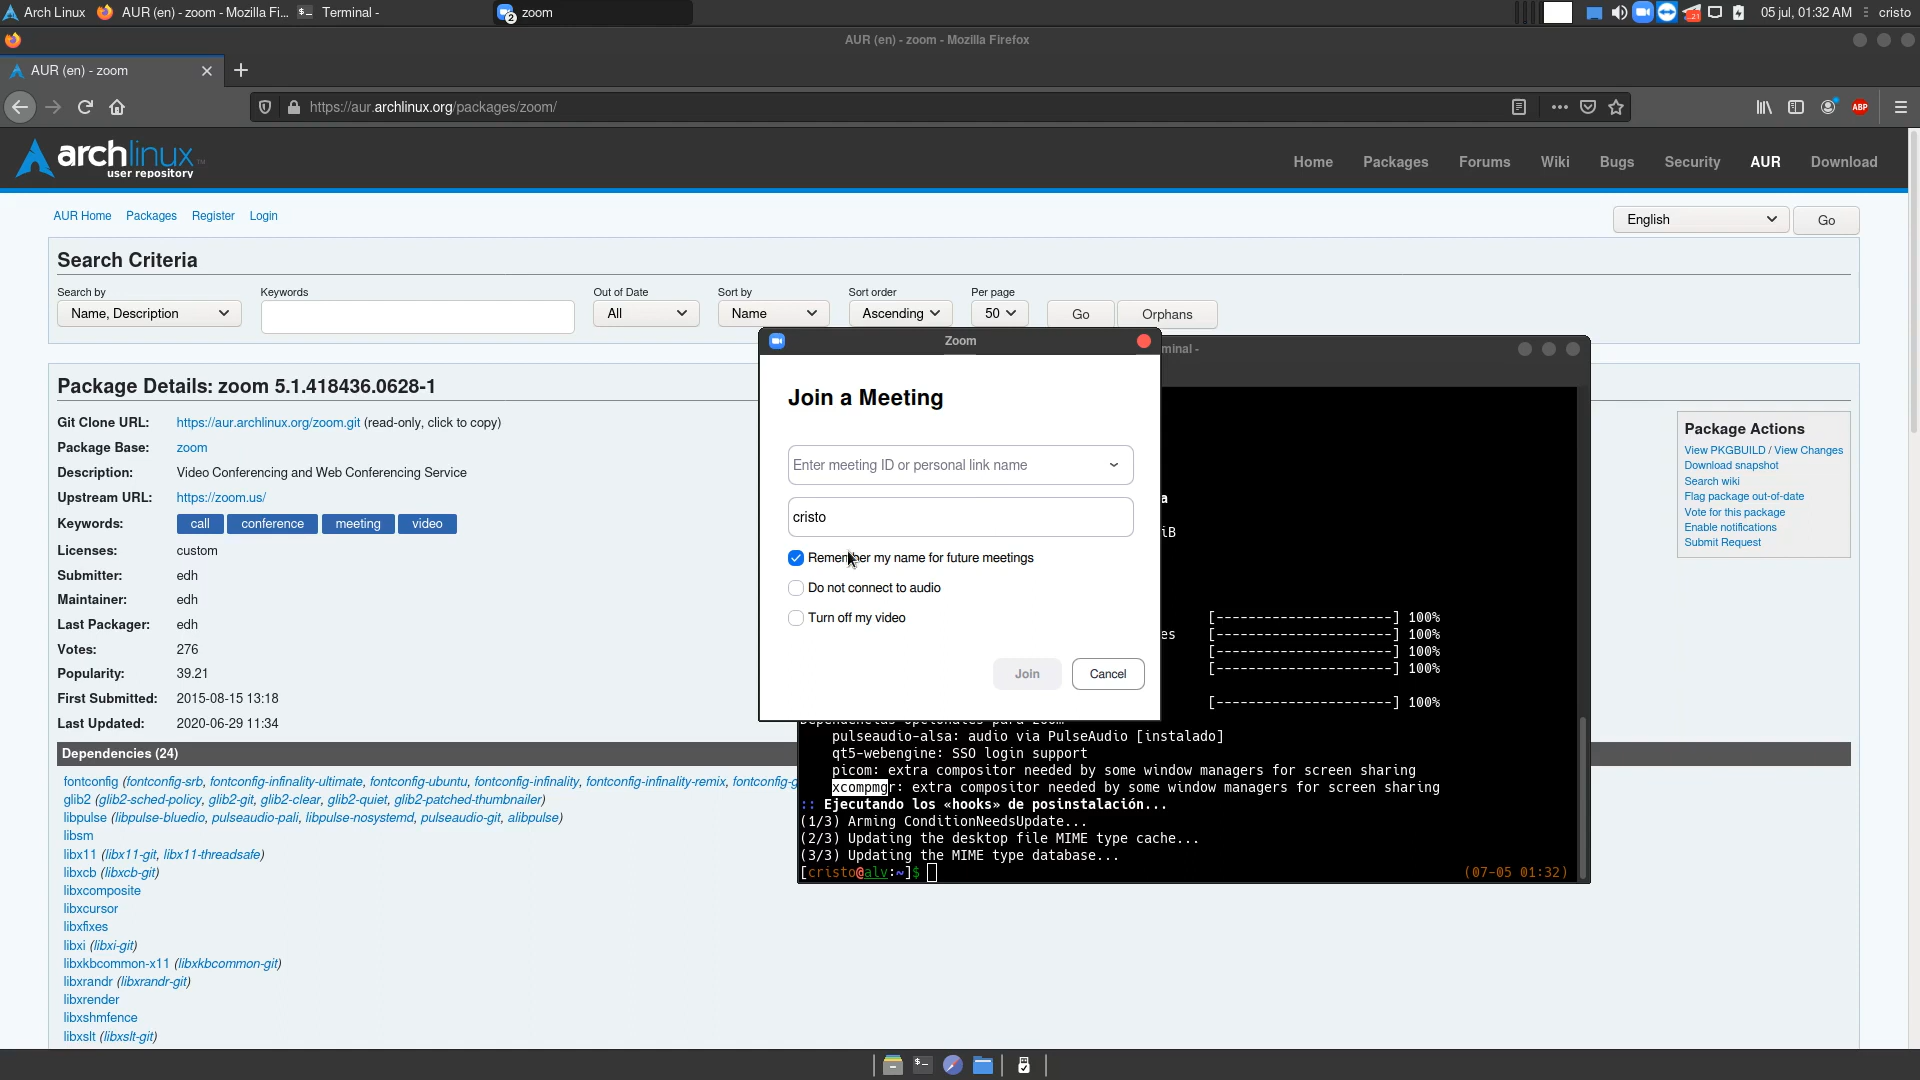 Arch Linux AUR (en) - zoom - Mozilla Fi... Terminal - zoom 05 jul, 01:32 AM cristo
AUR (en) - zoom - Mozilla Firefox
AUR (en) - zoom
https://aur.archlinux.org/packages/zoom/
ABP
archlinux
user repository
Home Packages Forums Wiki Bugs Security AUR Download
AUR Home Packages Register Login
English Go
Search Criteria
Search by Keywords Out of Date Sort by Sort order Per page
Name, Description All Name Ascending 50 Go Orphans
Package Details: zoom 5.1.418436.0628-1
Git Clone URL: https://aur.archlinux.org/zoom.git (read-only, click to copy)
Package Base: zoom
Description: Video Conferencing and Web Conferencing Service
Upstream URL: https://zoom.us/
Keywords: call conference meeting video
Licenses: custom
Submitter: edh
Maintainer: edh
Last Packager: edh
Votes: 276
Popularity: 39.21
First Submitted: 2015-08-15 13:18
Last Updated: 2020-06-29 11:34
Package Actions
View PKGBUILD / View Changes
Download snapshot
Search wiki
Flag package out-of-date
Vote for this package
Enable notifications
Submit Request
Zoom
Join a Meeting
Enter meeting ID or personal link name
cristo
Remember my name for future meetings
Do not connect to audio
Turn off my video
Join Cancel
minal -
a
iB
[----------------------] 100%
es [----------------------] 100%
[----------------------] 100%
[----------------------] 100%
[----------------------] 100%
Dependencias opcionales para zoom
pulseaudio-alsa: audio via PulseAudio [instalado]
qt5-webengine: SSO login support
picom: extra compositor needed by some window managers for screen sharing
xcompmgr: extra compositor needed by some window managers for screen sharing
:: Ejecutando los «hooks» de posinstalación...
(1/3) Arming ConditionNeedsUpdate...
(2/3) Updating the desktop file MIME type cache...
(3/3) Updating the MIME type database...
[cristo@alv:~]$ (07-05 01:32)
Dependencies (24)
fontconfig (fontconfig-srb, fontconfig-infinality-ultimate, fontconfig-ubuntu, fontconfig-infinality, fontconfig-infinality-remix, fontconfig-g
glib2 (glib2-sched-policy, glib2-git, glib2-clear, glib2-quiet, glib2-patched-thumbnailer)
libpulse (libpulse-bluedio, pulseaudio-pali, libpulse-nosystemd, pulseaudio-git, alibpulse)
libsm
libx11 (libx11-git, libx11-threadsafe)
libxcb (libxcb-git)
libxcomposite
libxcursor
libxfixes
libxi (libxi-git)
libxkbcommon-x11 (libxkbcommon-git)
libxrandr (libxrandr-git)
libxrender
libxshmfence
libxslt (libxslt-git)